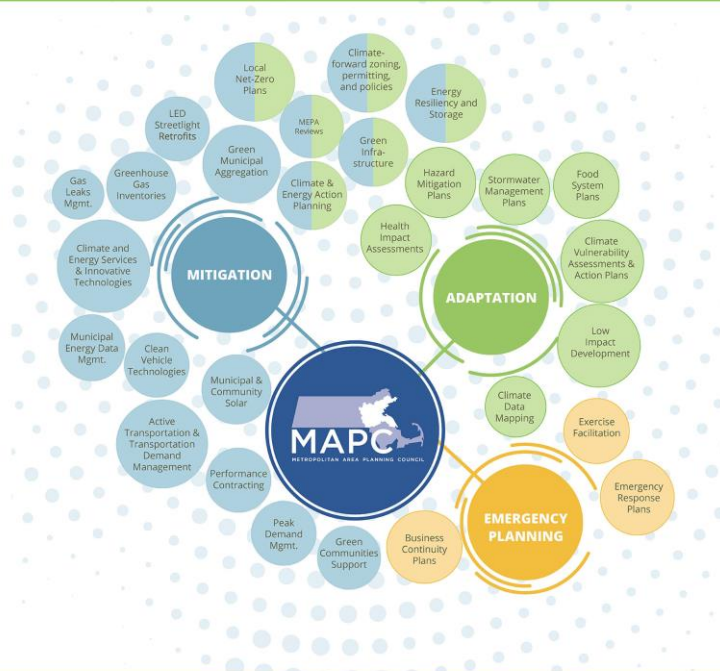 Local
Net-Zero
Plans
Climate-
forward zoning,
permitting,
and policies
Energy
Resiliency and
Storage
LED
Streetlight
Retrofits
MEPA
Reviews
Green
Infra-
structure
Green
Municipal
Aggregation
Climate &
Energy Action
Planning
Gas
Leaks
Mgmt.
Greenhouse
Gas
Inventories
Hazard
Mitigation
Plans
Stormwater
Management
Plans
Food
System
Plans
Health
Impact
Assessments
Climate and
Energy Services
& Innovative
Technologies
MITIGATION
ADAPTATION
Climate
Vulnerability
Assessments &
Action Plans
Municipal
Energy Data
Mgmt.
Clean
Vehicle
Technologies
Municipal &
Community
Solar
Low
Impact
Development
Climate
Data
Mapping
MAPC
METROPOLITAN AREA PLANNING COUNCIL
Active
Transportation &
Transportation
Demand
Management
Performance
Contracting
Exercise
Facilitation
Emergency
Response
Plans
Peak
Demand
Mgmt.
Green
Communities
Support
Business
Continuity
Plans
EMERGENCY
PLANNING